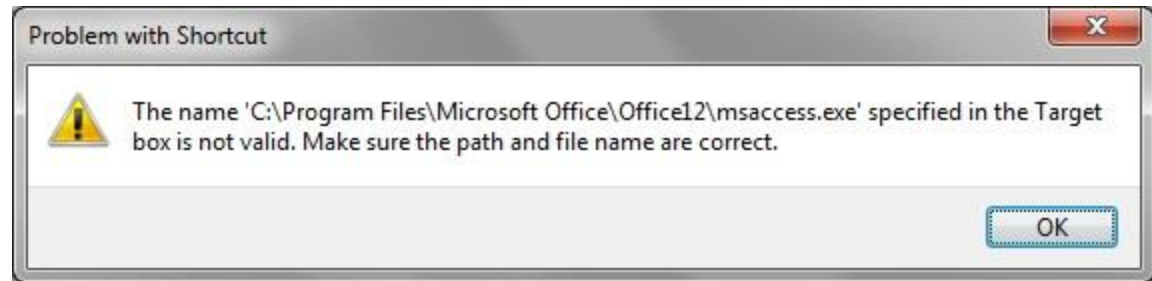 Problem with Shortcut
The name 'C:\Program Files\Microsoft Office\Office12\msaccess.exe' specified in the Target
box is not valid. Make sure the path and file name are correct.
OK